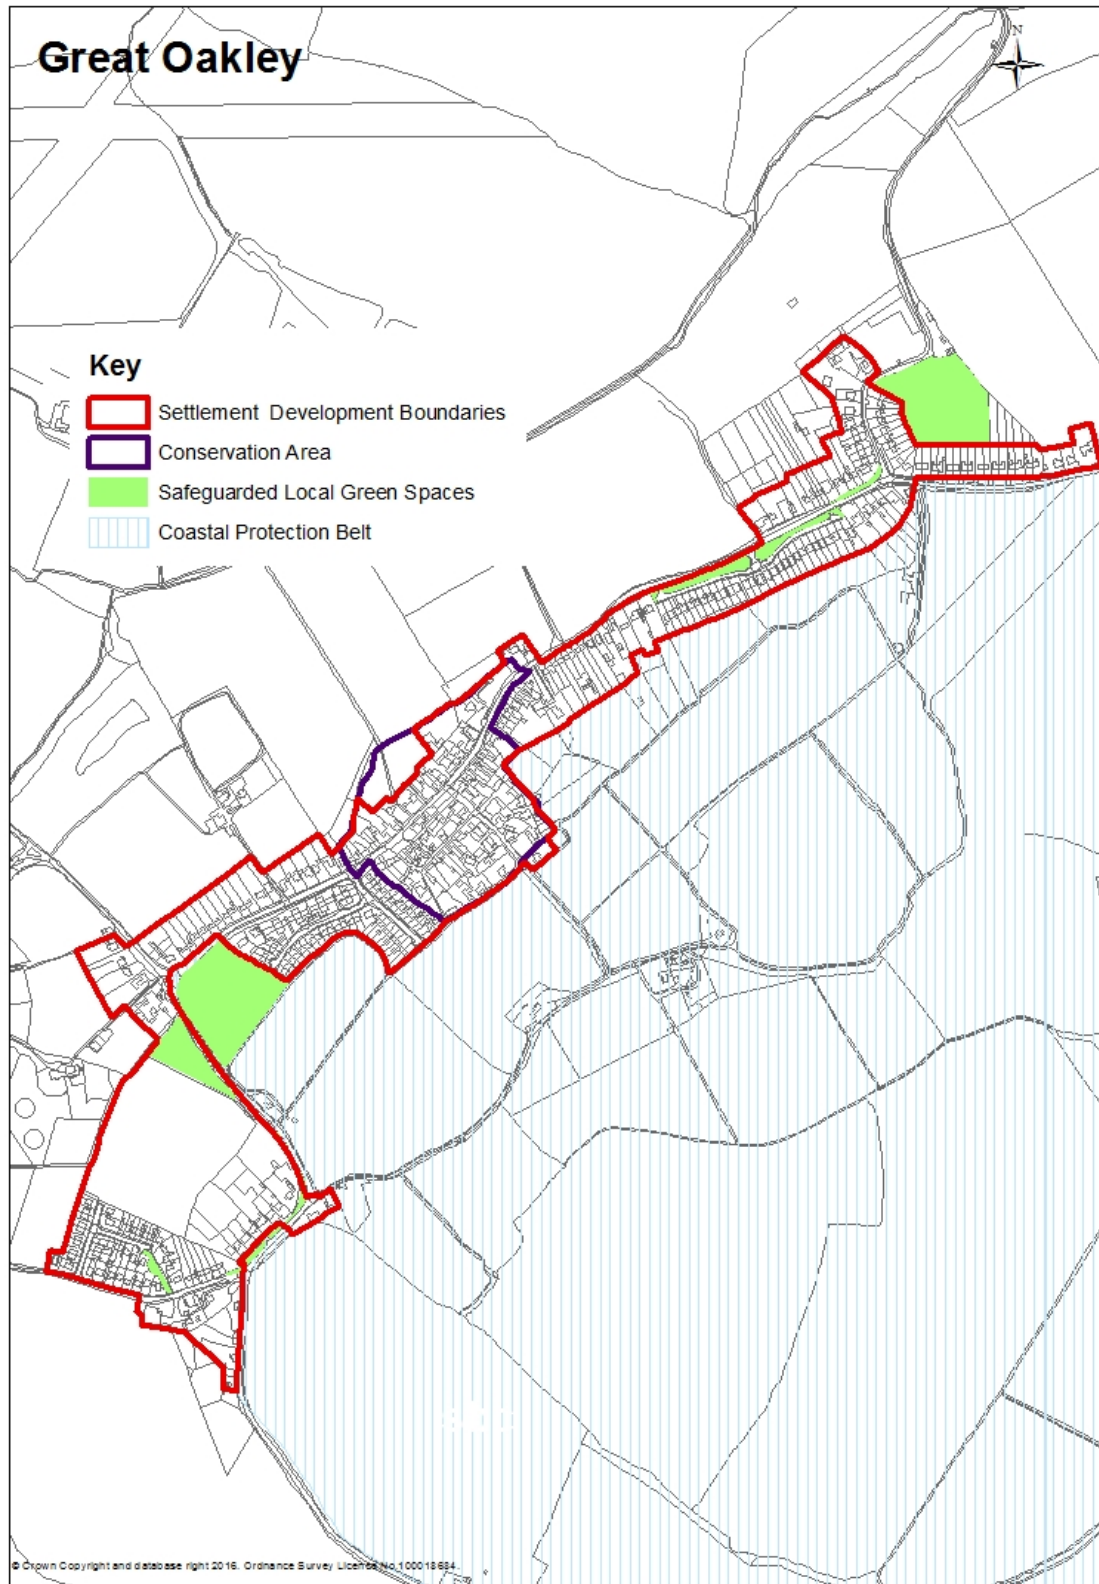 Great Oakley
N
Key
Settlement Development Boundaries
Conservation Area
Safeguarded Local Green Spaces
Coastal Protection Belt
© Crown Copyright and database right 2016. Ordnance Survey License No.100018684.